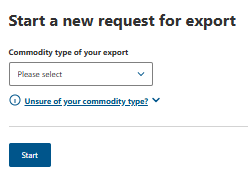 Start a new request for export
Commodity type of your export
Please select
Unsure of your commodity type?
Start